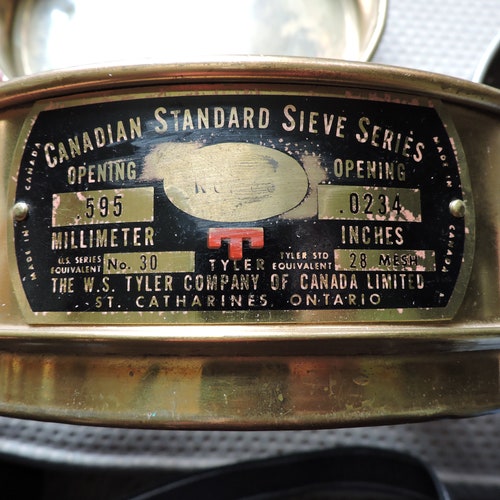 CANADIAN STANDARD SIEVE SERIES
MADE IN CANADA
OPENING
.595
MILLIMETER
OPENING
.0234
INCHES
MADE IN CANADA
U.S. SERIES
EQUIVALENT
No. 30
TYLER
TYLER STD
EQUIVALENT
28 MESH
THE W.S. TYLER COMPANY OF CANADA LIMITED
ST. CATHARINES, ONTARIO